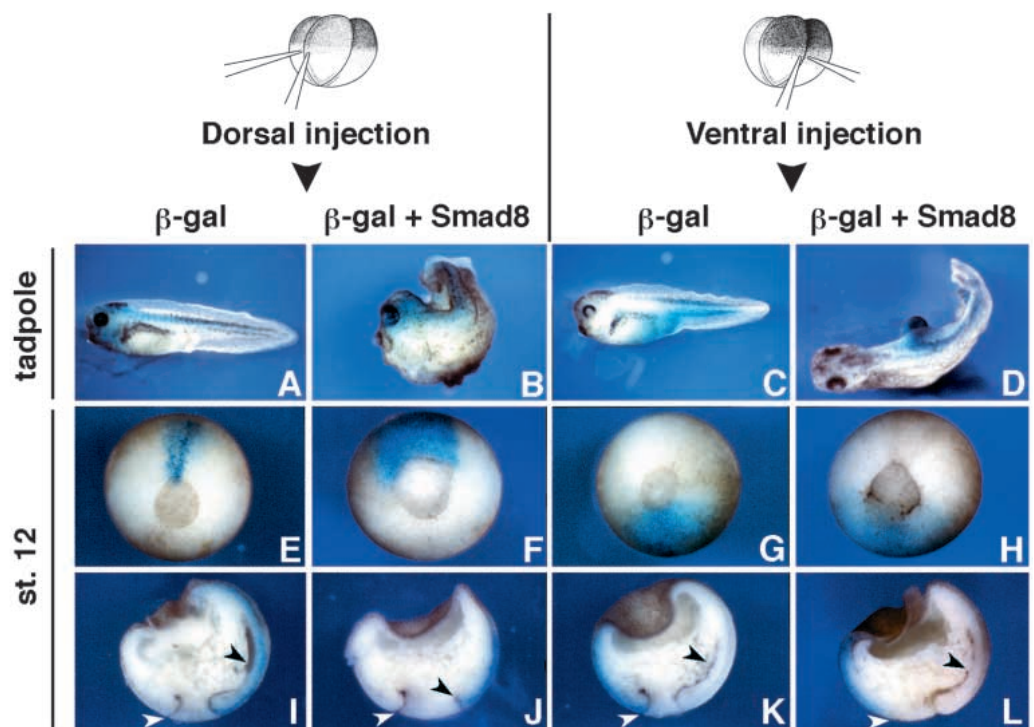 Dorsal injection
Ventral injection
β-gal
β-gal + Smad8
β-gal
β-gal + Smad8
tadpole
A
B
C
D
st. 12
E
F
G
H
I
J
K
L